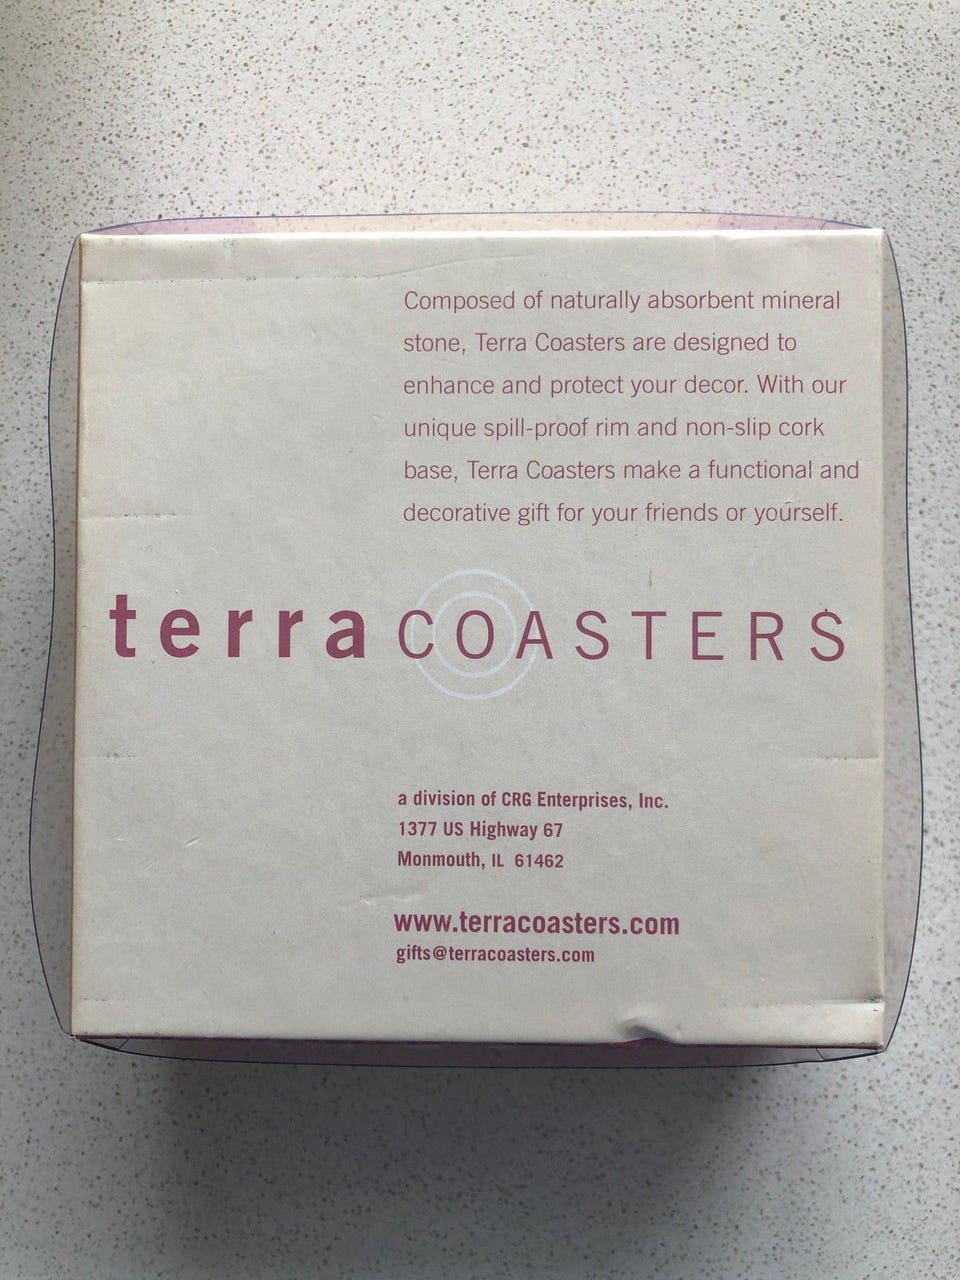 Composed of naturally absorbent mineral
stone, Terra Coasters are designed to
enhance and protect your decor. With our
unique spill-proof rim and non-slip cork
base, Terra Coasters make a functional and
decorative gift for your friends or yourself.
terraCOASTERS
a division of CRG Enterprises, Inc.
1377 US Highway 67
Monmouth, IL 61462
www.terracoasters.com
gifts@terracoasters.com